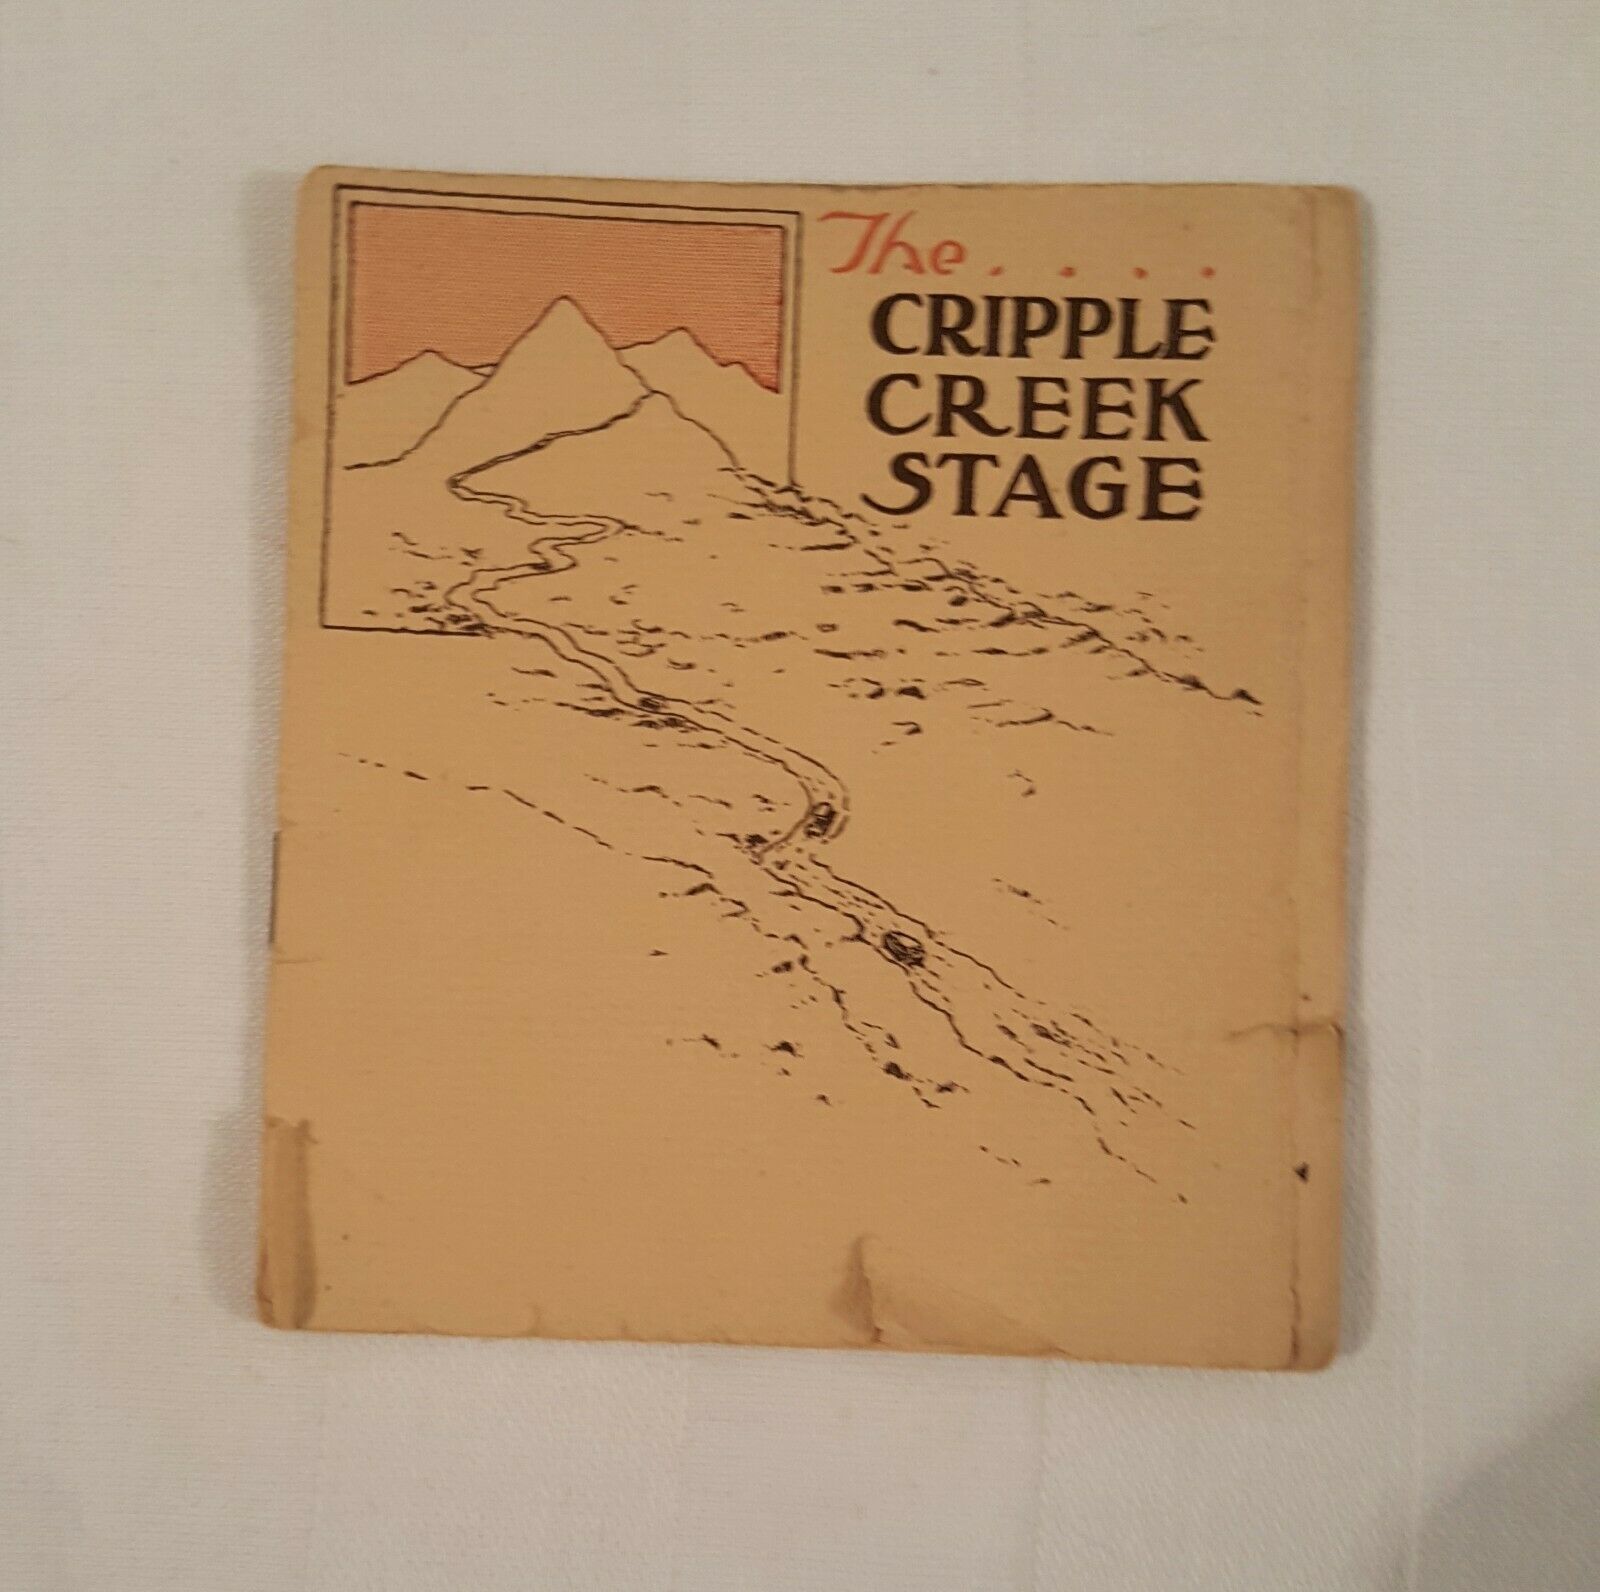 The . . . .
CRIPPLE
CREEK
STAGE